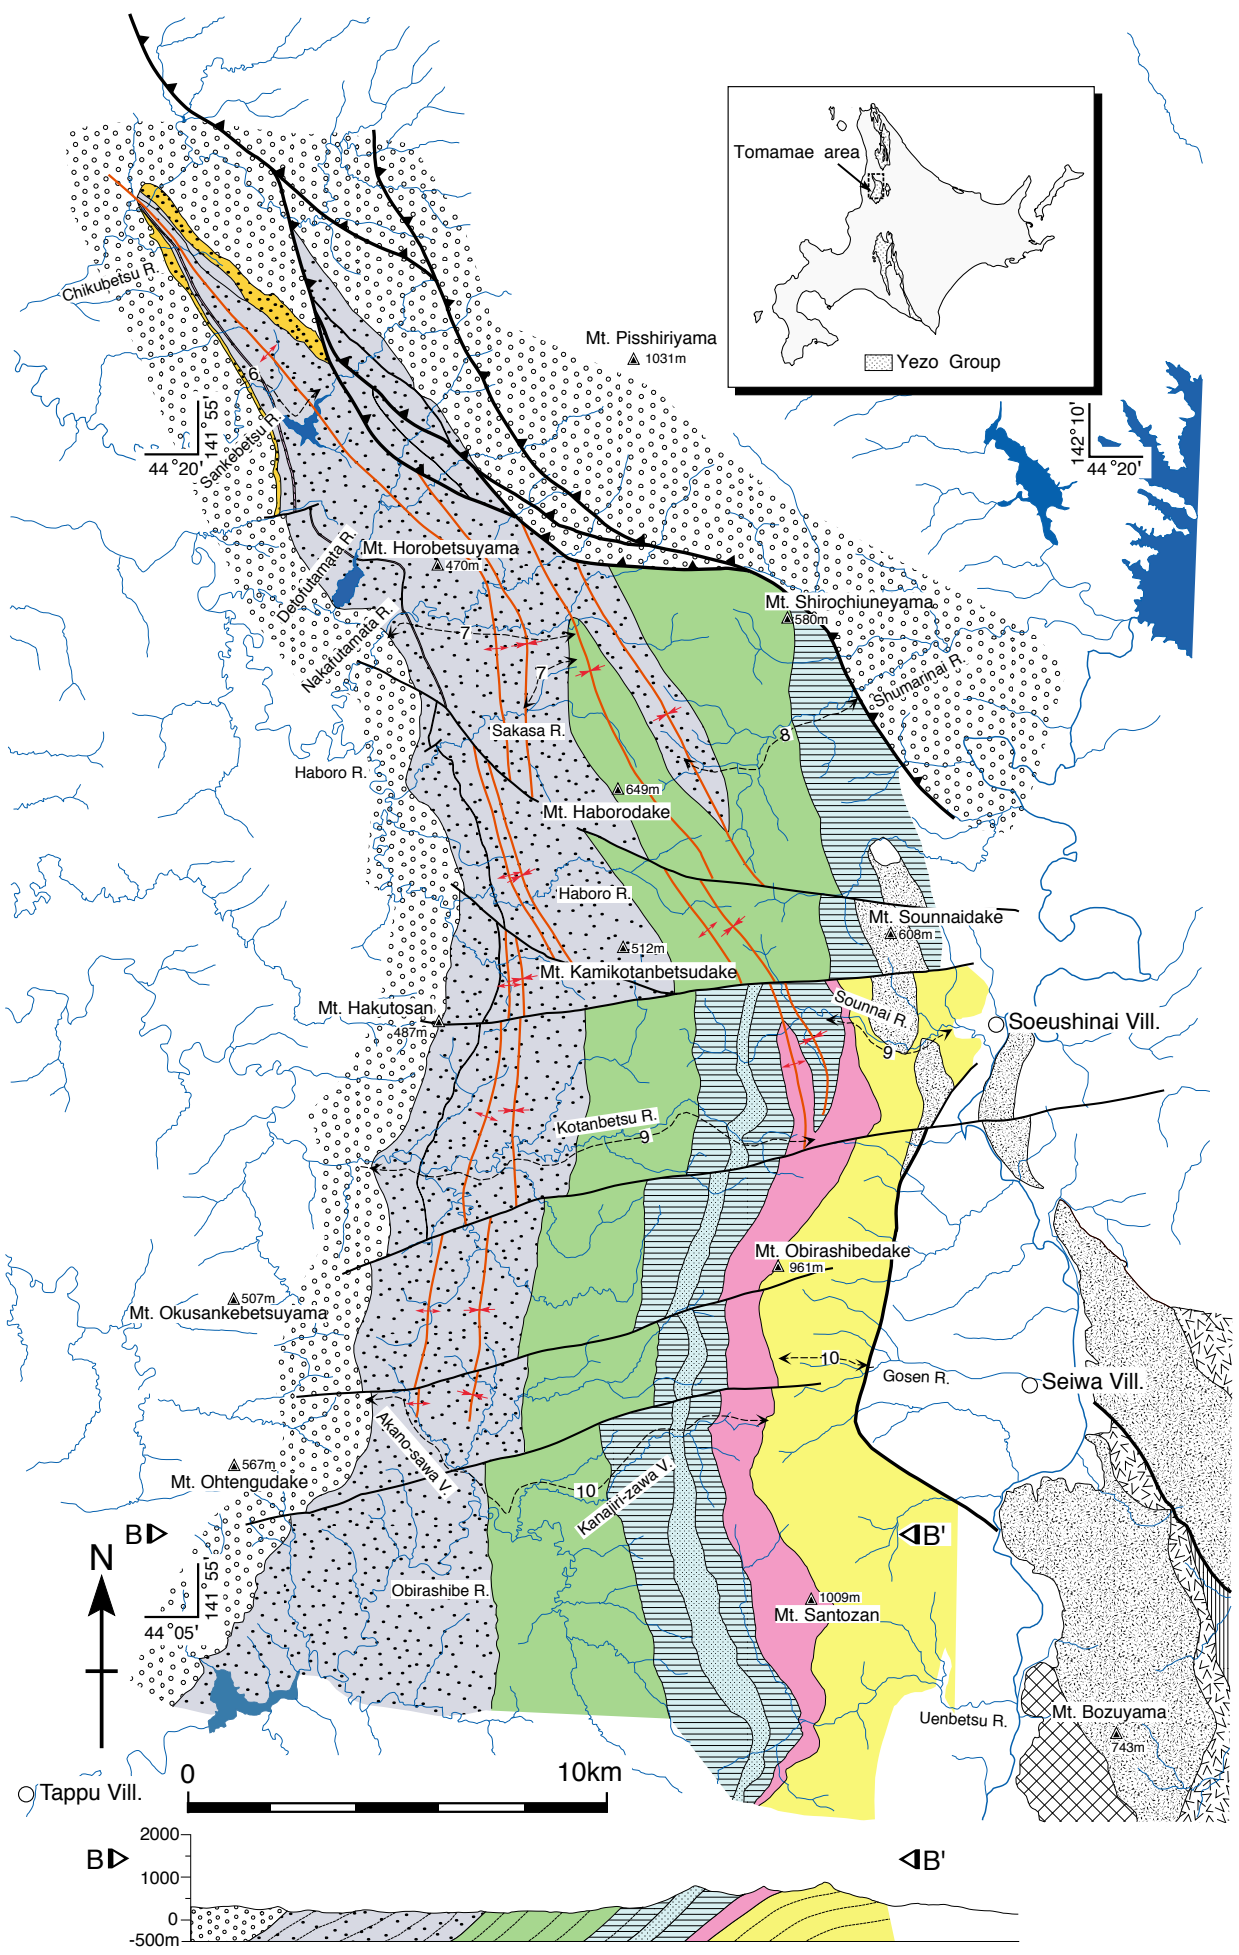 Tomamae area
Yezo Group
Chikubetsu R.
Mt. Pisshiriyama
1031m
6
141°55'
44°20'
Sankebetsu R.
142°10'
44°20'
Detofutamata R.
Mt. Horobetsuyama
470m
Nakafutamata R.
7
7
Mt. Shirochiuneyama
580m
Shumarinai R.
8
Sakasa R.
Haboro R.
649m
Mt. Haborodake
Haboro R.
Mt. Sounnaidake
608m
512m
Mt. Kamikotanbetsudake
Mt. Hakutosan
487m
Sounnai R.
9
Soeushinai Vill.
Kotanbetsu R.
9
Mt. Obirashibedake
961m
507m
Mt. Okusankebetsuyama
10
Gosen R.
Seiwa Vill.
Akano-sawa V.
567m
Mt. Ohtengudake
10
Kanajiri-zawa V.
B
B'
N
141°55'
44°05'
Obirashibe R.
1009m
Mt. Santozan
Uenbetsu R.
Mt. Bozuyama
743m
Tappu Vill.
0
10km
2000
1000
0
-500m
B
B'